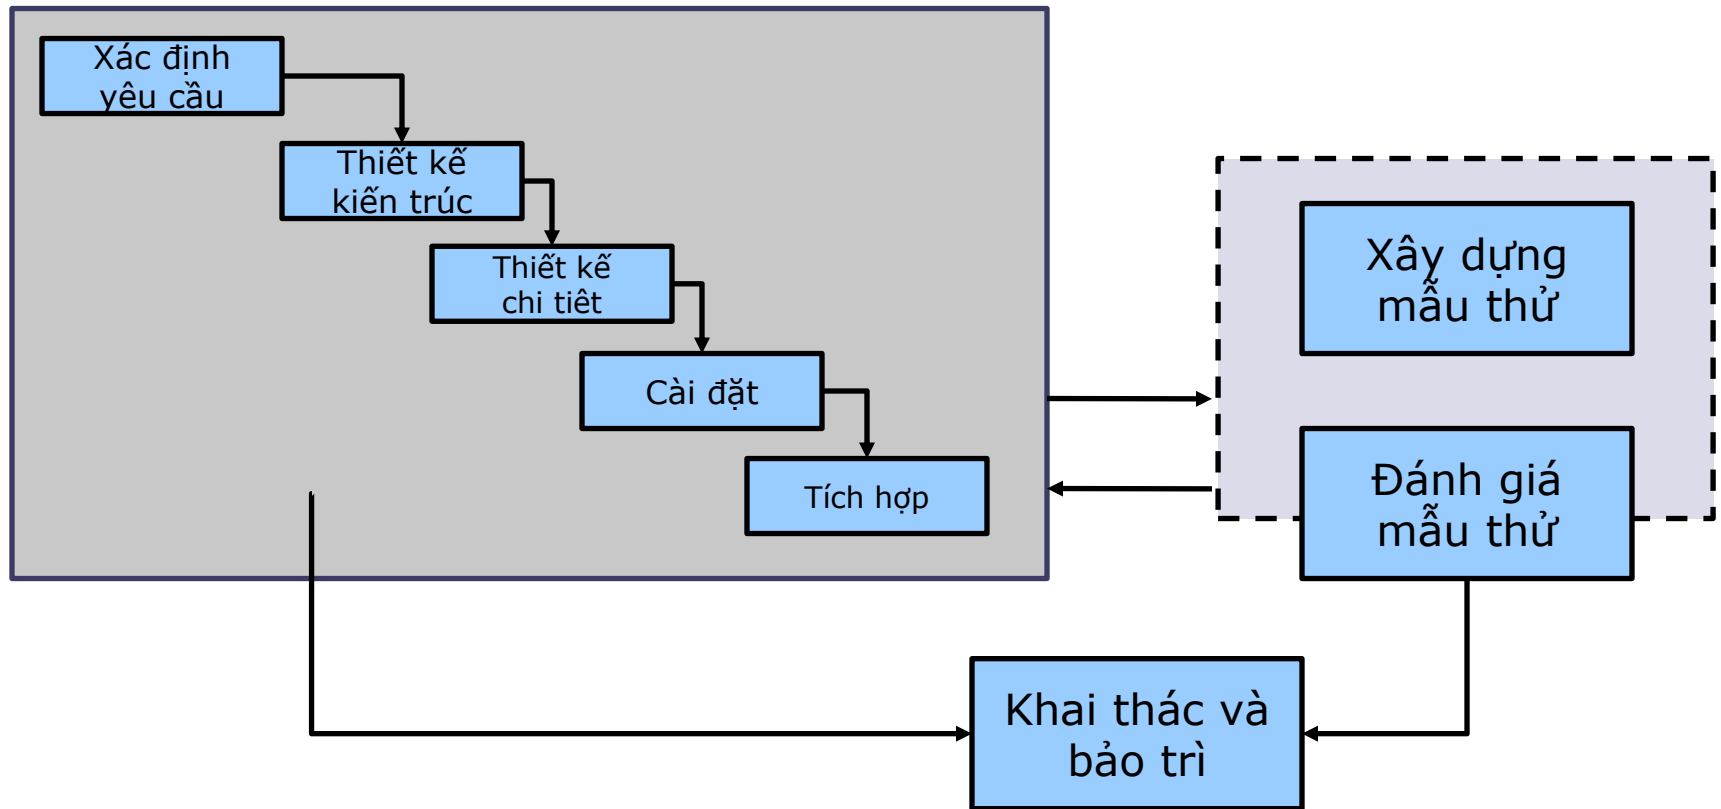 Xác định
yêu cầu
Thiết kế
kiến trúc
Thiết kế
chi tiêt
Cài đặt
Tích hợp
Xây dựng
mẫu thử
Đánh giá
mẫu thử
Khai thác và
bảo trì